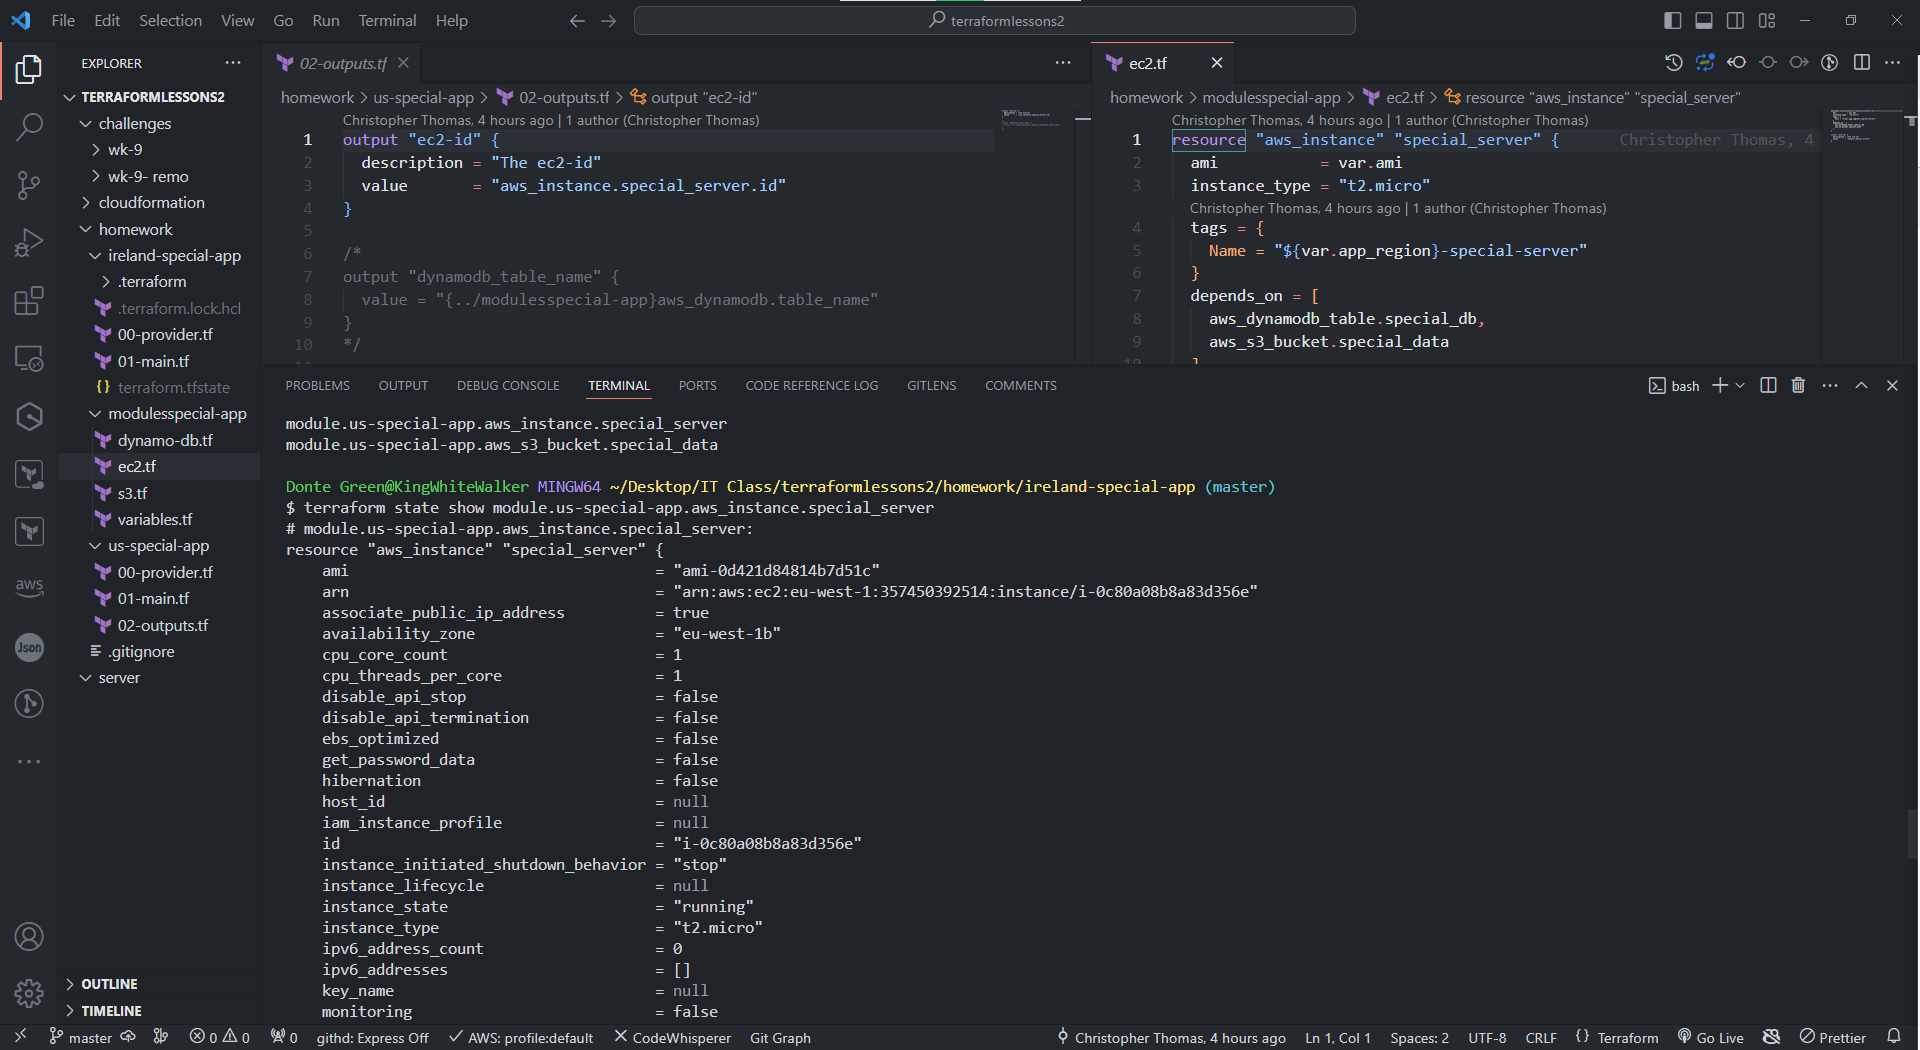 File Edit Selection View Go Run Terminal Help
terraformlessons2
EXPLORER
TERRAFORMLESSONS2
challenges
wk-9
wk-9- remo
cloudformation
homework
ireland-special-app
.terraform
.terraform.lock.hcl
00-provider.tf
01-main.tf
terraform.tfstate
modulesspecial-app
dynamo-db.tf
ec2.tf
s3.tf
variables.tf
us-special-app
00-provider.tf
01-main.tf
02-outputs.tf
.gitignore
server
OUTLINE
TIMELINE
aws
Json
02-outputs.tf
homework > us-special-app > 02-outputs.tf > output "ec2-id"
Christopher Thomas, 4 hours ago | 1 author (Christopher Thomas)
1 output "ec2-id" {
2 description = "The ec2-id"
3 value = "aws_instance.special_server.id"
4 }
5
6 /*
7 output "dynamodb_table_name" {
8 value = "{../modulesspecial-app}aws_dynamodb.table_name"
9 }
10 */
ec2.tf
homework > modulesspecial-app > ec2.tf > resource "aws_instance" "special_server"
Christopher Thomas, 4 hours ago | 1 author (Christopher Thomas)
1 resource "aws_instance" "special_server" { Christopher Thomas, 4
2 ami = var.ami
3 instance_type = "t2.micro"
Christopher Thomas, 4 hours ago | 1 author (Christopher Thomas)
4 tags = {
5 Name = "${var.app_region}-special-server"
6 }
7 depends_on = [
8 aws_dynamodb_table.special_db,
9 aws_s3_bucket.special_data
10 ]
PROBLEMS OUTPUT DEBUG CONSOLE TERMINAL PORTS CODE REFERENCE LOG GITLENS COMMENTS
bash
module.us-special-app.aws_instance.special_server
module.us-special-app.aws_s3_bucket.special_data
Donte Green@KingWhiteWalker MINGW64 ~/Desktop/IT Class/terraformlessons2/homework/ireland-special-app (master)
$ terraform state show module.us-special-app.aws_instance.special_server
# module.us-special-app.aws_instance.special_server:
resource "aws_instance" "special_server" {
ami = "ami-0d421d84814b7d51c"
arn = "arn:aws:ec2:eu-west-1:357450392514:instance/i-0c80a08b8a83d356e"
associate_public_ip_address = true
availability_zone = "eu-west-1b"
cpu_core_count = 1
cpu_threads_per_core = 1
disable_api_stop = false
disable_api_termination = false
ebs_optimized = false
get_password_data = false
hibernation = false
host_id = null
iam_instance_profile = null
id = "i-0c80a08b8a83d356e"
instance_initiated_shutdown_behavior = "stop"
instance_lifecycle = null
instance_state = "running"
instance_type = "t2.micro"
ipv6_address_count = 0
ipv6_addresses = []
key_name = null
monitoring = false
master 0 0 0 githd: Express Off AWS: profile:default CodeWhisperer Git Graph Christopher Thomas, 4 hours ago Ln 1, Col 1 Spaces: 2 UTF-8 CRLF {} Terraform Go Live Prettier